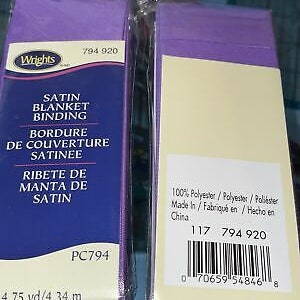 794 920
Wrights
SATIN
BLANKET
BINDING
BORDURE
DE COUVERTURE
SATINEE
RIBETE DE
MANTA DE
SATIN
PC794
4.75 yd/4.34 m
100% Polyester / Polyester / Poliéster
Made In / Fabriqué en / Hecho en
China
117 794 920
0 70659 54846 8